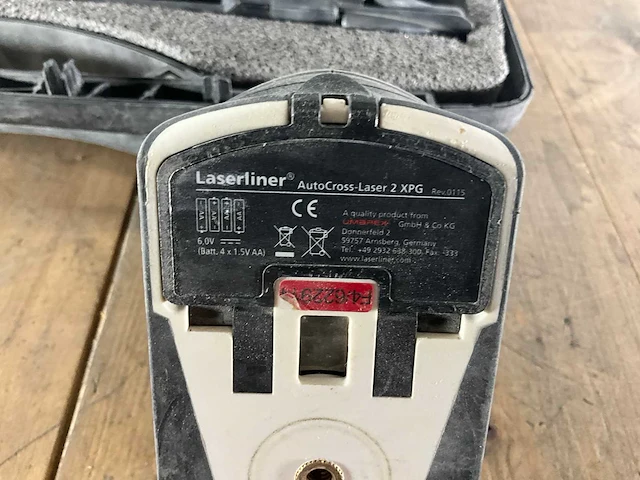 Laserliner® AutoCross-Laser 2 XPG Rev.0115
CE
A quality product from
UMAREX GmbH & Co KG
Donnerfeld 2
59757 Arnsberg, Germany
Tel.: +49 2932 638-300, Fax: -333
www.laserliner.com
6,0V
(Batt. 4 x 1.5V AA)